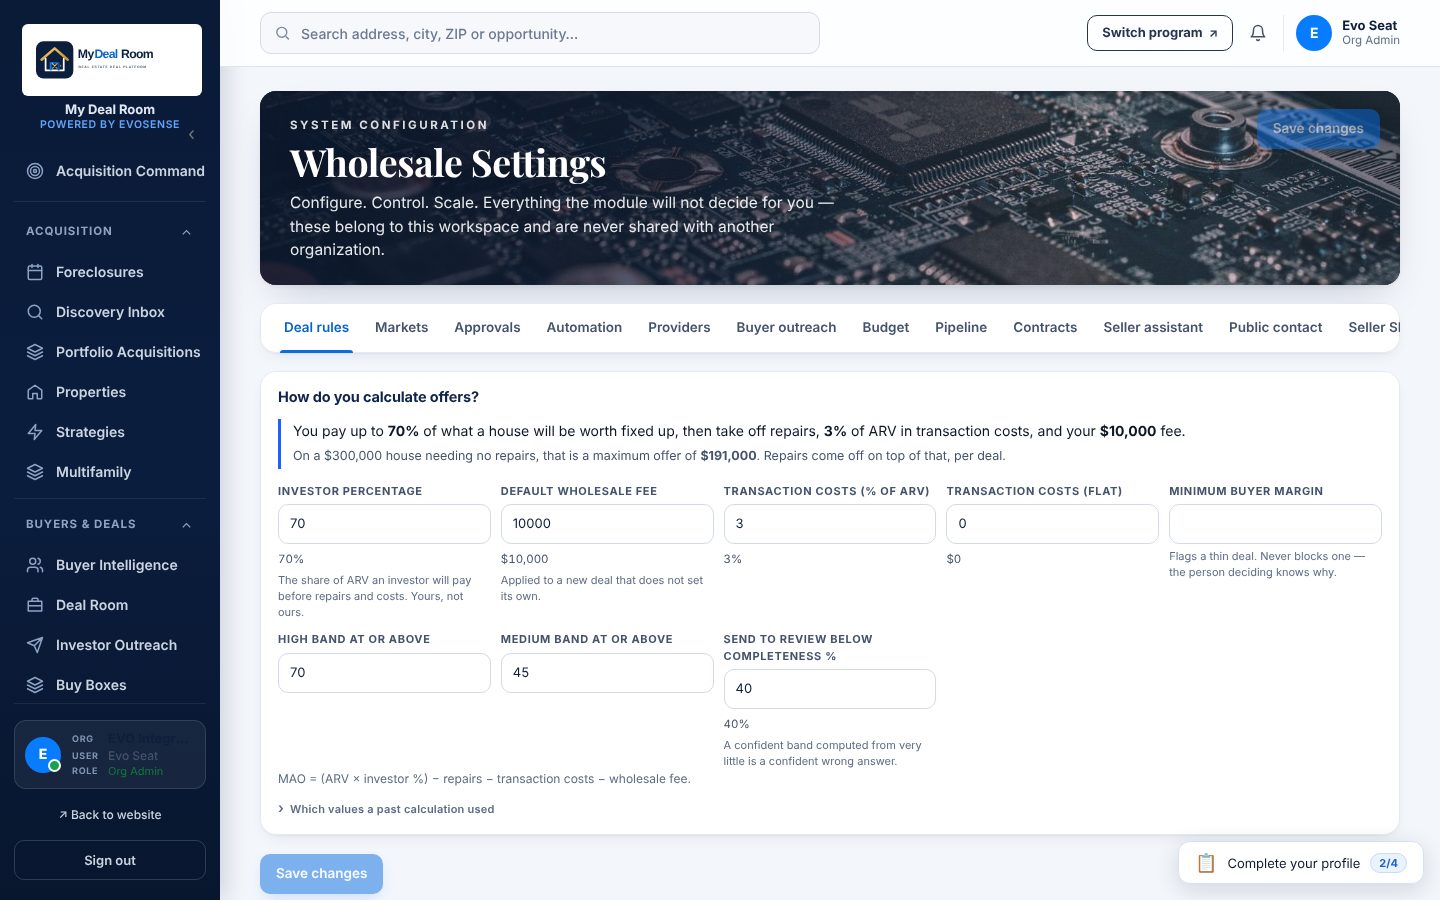 MyDeal Room
REAL ESTATE DEAL PLATFORM
My Deal Room
POWERED BY EVOSENSE
Acquisition Command
ACQUISITION
Foreclosures
Discovery Inbox
Portfolio Acquisitions
Properties
Strategies
Multifamily
BUYERS & DEALS
Buyer Intelligence
Deal Room
Investor Outreach
Buy Boxes
E
ORG EVO Integr...
USER Evo Seat
ROLE Org Admin
↗ Back to website
Sign out
Search address, city, ZIP or opportunity...
Switch program ↗
E
Evo Seat
Org Admin
SYSTEM CONFIGURATION
Save changes
Wholesale Settings
Configure. Control. Scale. Everything the module will not decide for you —
these belong to this workspace and are never shared with another
organization.
Deal rules Markets Approvals Automation Providers Buyer outreach Budget Pipeline Contracts Seller assistant Public contact Seller S
How do you calculate offers?
You pay up to 70% of what a house will be worth fixed up, then take off repairs, 3% of ARV in transaction costs, and your $10,000 fee.
On a $300,000 house needing no repairs, that is a maximum offer of $191,000. Repairs come off on top of that, per deal.
INVESTOR PERCENTAGE DEFAULT WHOLESALE FEE TRANSACTION COSTS (% OF ARV) TRANSACTION COSTS (FLAT) MINIMUM BUYER MARGIN
70 10000 3 0
70% $10,000 3% $0
The share of ARV an investor will pay
before repairs and costs. Yours, not
ours.
Applied to a new deal that does not set
its own.
Flags a thin deal. Never blocks one —
the person deciding knows why.
HIGH BAND AT OR ABOVE MEDIUM BAND AT OR ABOVE
SEND TO REVIEW BELOW
COMPLETENESS %
70 45 40
40%
A confident band computed from very
little is a confident wrong answer.
MAO = (ARV × investor %) − repairs − transaction costs − wholesale fee.
› Which values a past calculation used
Save changes
Complete your profile 2/4